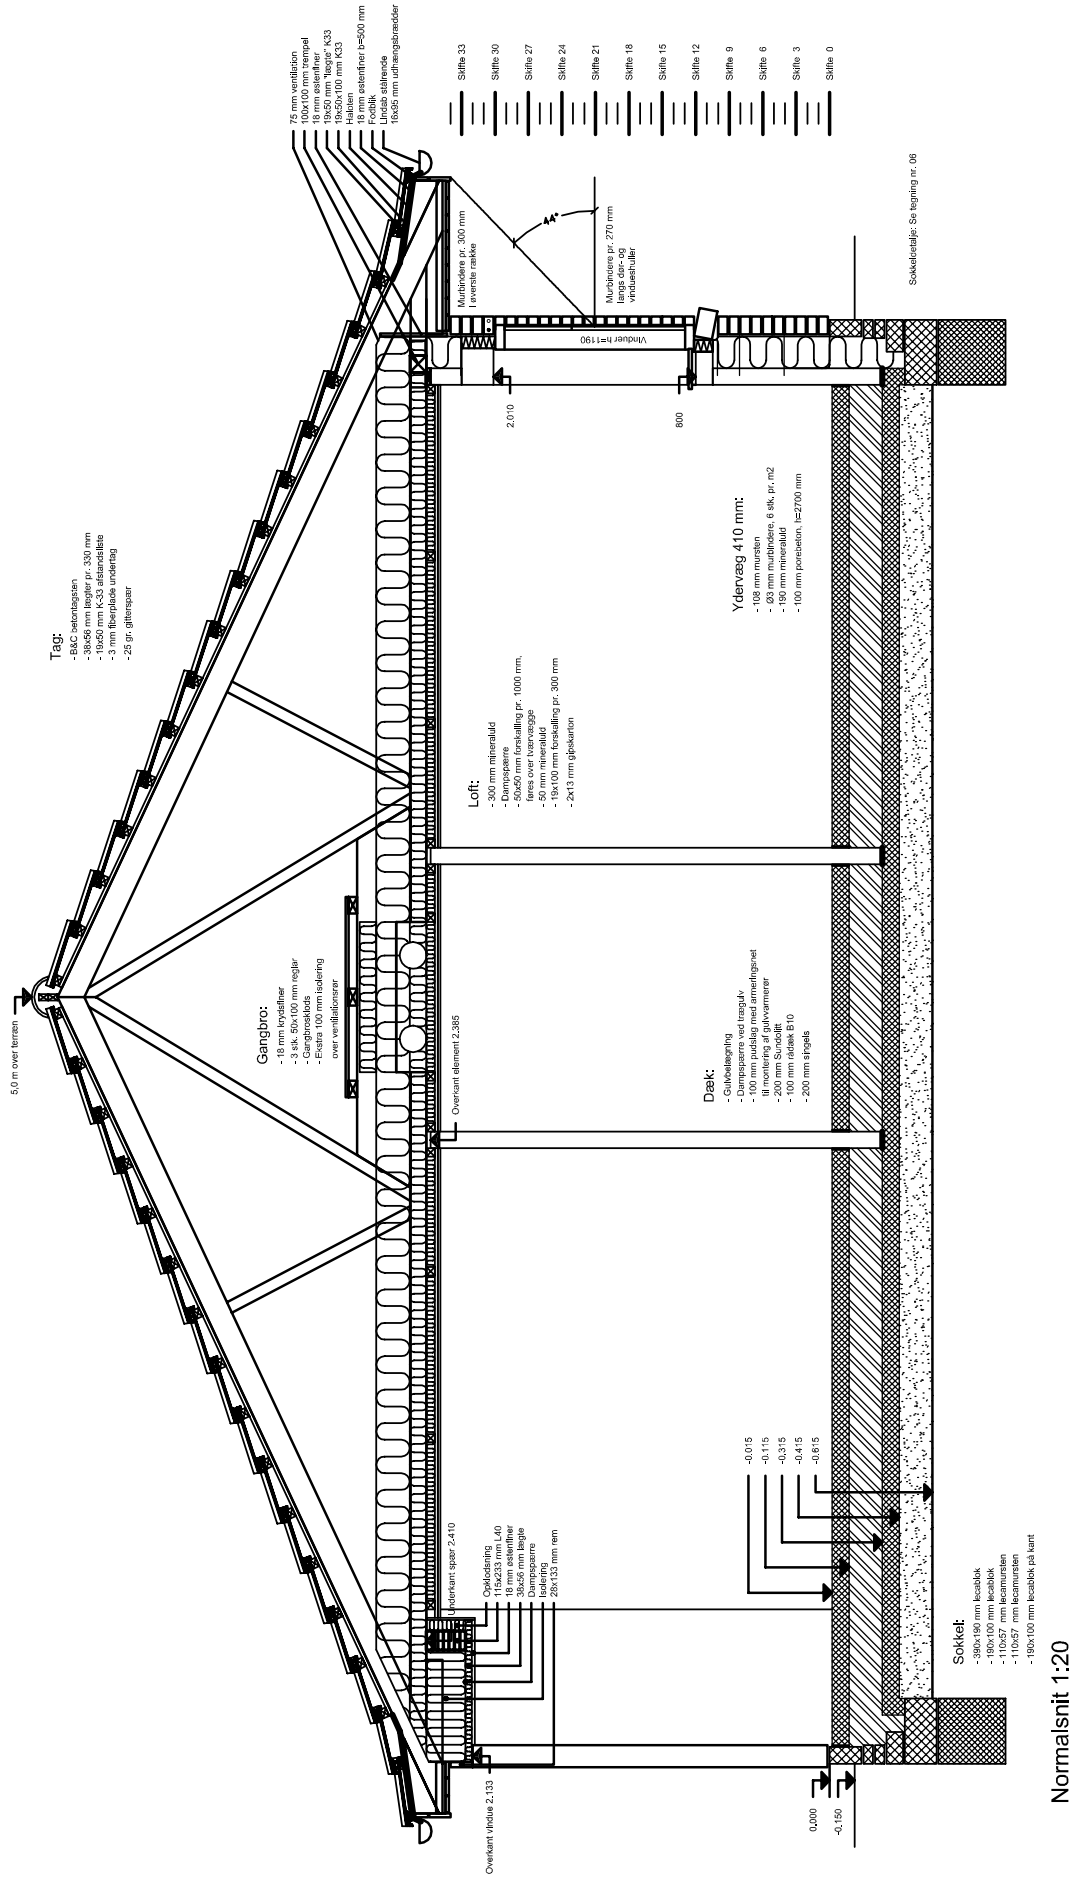 5,0 m over terræn
Tag:
- B&C betontagsten
- 38x56 mm lægter pr. 330 mm
- 19x50 mm K-33 afstandsliste
- 3 mm fiberplade undertag
- 25 gr. gitterspær
75 mm ventilation
100x100 mm trempel
18 mm østenfiner
19x50 mm "lægte" K33
19x50x100 mm K33
Haloten
18 mm østenfiner b=500 mm
Fodblik
Lindab stålrende
16x95 mm udhængsbrædder
Gangbro:
- 18 mm krydsfiner
- 3 stk. 50x100 mm reglar
- Gangbrosklods
- Ekstra 100 mm isolering
over ventilationsrør
Overkant element 2.385
Loft:
- 300 mm mineraluld
- Dampspærre
- 50x50 mm forskalling pr. 1000 mm,
føres over tværvægge
- 50 mm mineraluld
- 19x100 mm forskalling pr. 300 mm
- 2x13 mm gipskarton
Murbindere pr. 300 mm
i øverste række
44°
Murbindere pr. 270 mm
langs dør- og
vindueshuller
Vinduer h=1190
2.010
800
Skifte 33
Skifte 30
Skifte 27
Skifte 24
Skifte 21
Skifte 18
Skifte 15
Skifte 12
Skifte 9
Skifte 6
Skifte 3
Skifte 0
Underkant spær 2.410
Opklodsning
115x233 mm L40
18 mm østenfiner
38x56 mm lægte
Dampspærre
Isolering
28x133 mm rem
Overkant vindue 2.133
Dæk:
- Gulvbelægning
- Dampspærre ved trægulv
- 100 mm pudslag med armeringsnet
til montering af gulvvarmerør
- 200 mm Sundolitt
- 100 mm rådæk B10
- 200 mm singels
Ydervæg 410 mm:
- 108 mm mursten
- Ø3 mm murbindere, 6 stk. pr. m2
- 190 mm mineraluld
- 100 mm porebeton, h=2700 mm
-0.015
-0.115
-0.315
-0.415
-0.615
0.000
-0.150
Sokkeldetalje: Se tegning nr. 06
Sokkel:
- 390x190 mm lecablok
- 190x100 mm lecablok
- 110x57 mm lecamursten
- 110x57 mm lecamursten
- 190x100 mm lecablok på kant
Normalsnit 1:20